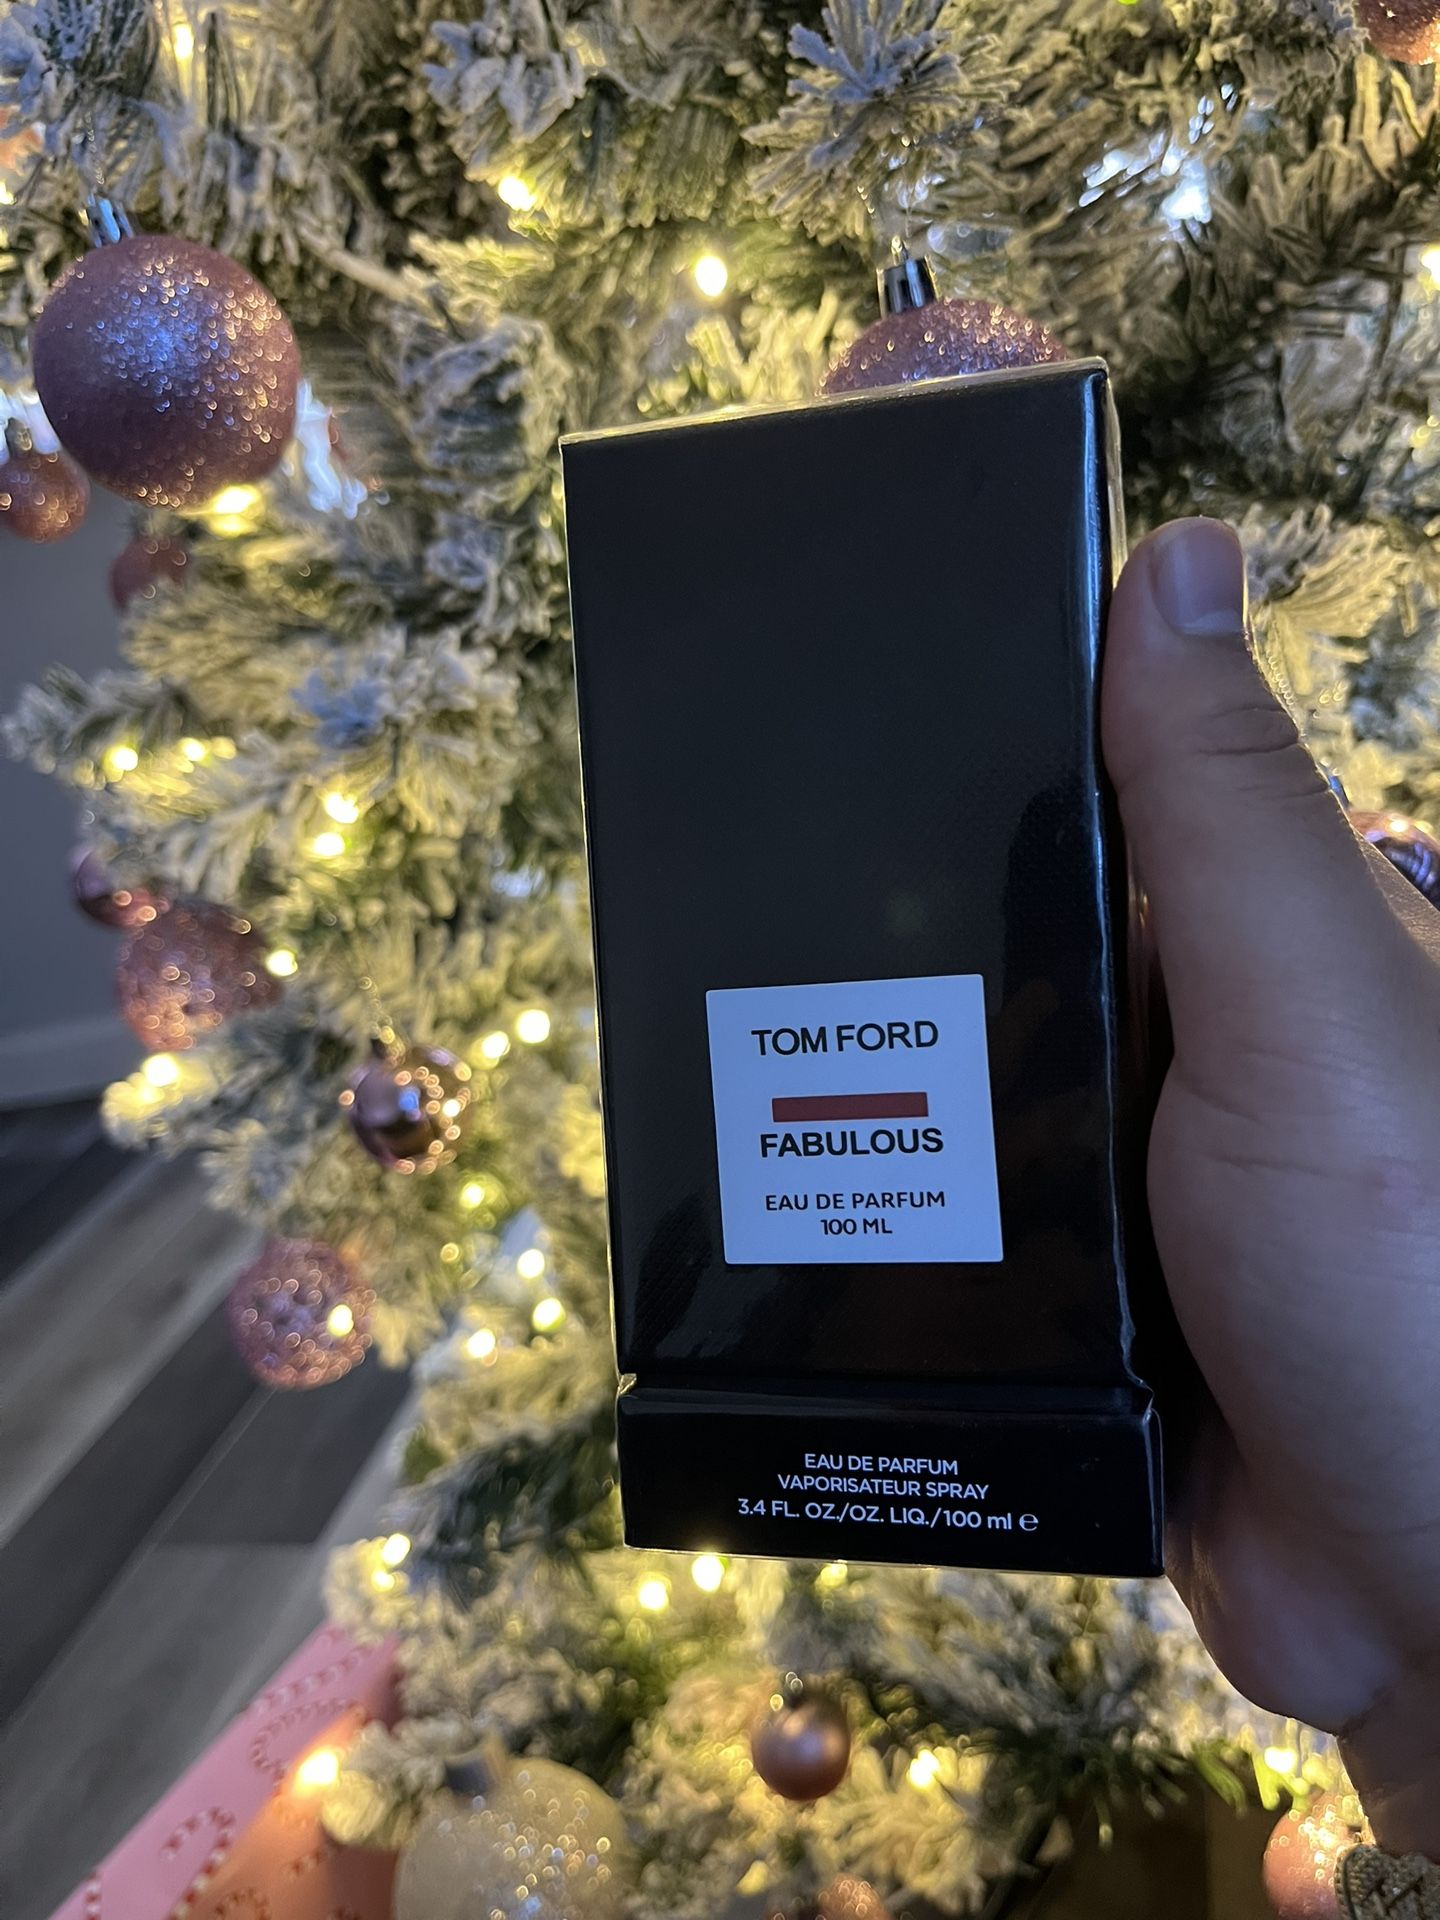 TOM FORD
FABULOUS
EAU DE PARFUM
100 ML
EAU DE PARFUM
VAPORISATEUR SPRAY
3.4 FL. OZ./OZ. LIQ./100 ml ℮